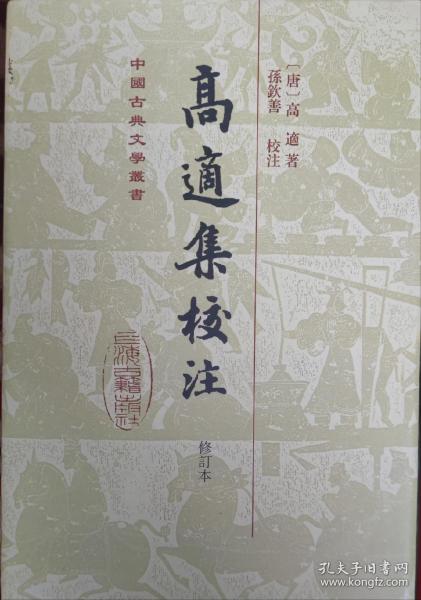 〔唐〕高適著
孫欽善 校注
高適集校注
修訂本
中國古典文學叢書
上海古籍出版社
孔夫子旧书网
www.kongfz.com